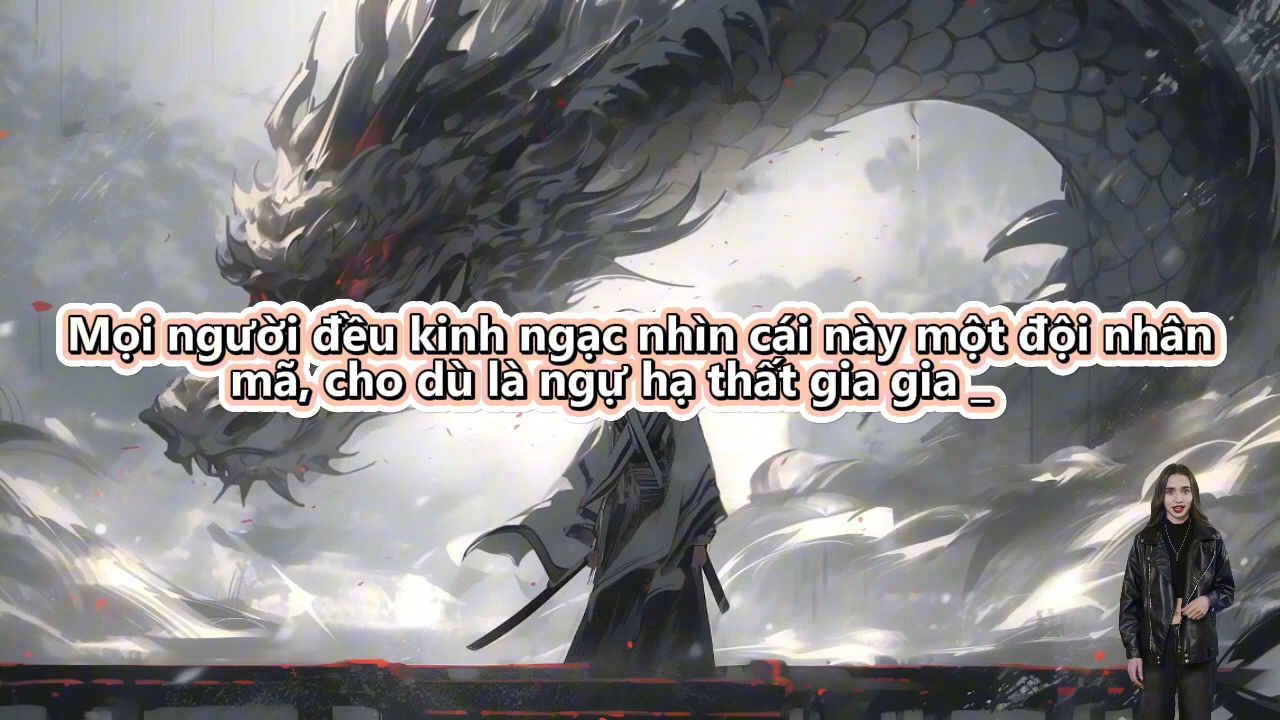 Mọi người đều kinh ngạc nhìn cái này một đội nhân
mã, cho dù là ngự hạ thất gia gia _